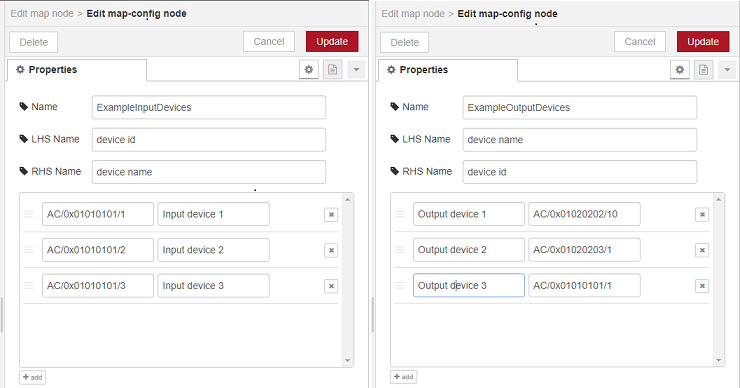 Edit map node > Edit map-config node
Delete Cancel Update
Properties
Name ExampleInputDevices
LHS Name device id
RHS Name device name
AC/0x01010101/1 Input device 1
AC/0x01010101/2 Input device 2
AC/0x01010101/3 Input device 3
add
Edit map node > Edit map-config node
Delete Cancel Update
Properties
Name ExampleOutputDevices
LHS Name device name
RHS Name device id
Output device 1 AC/0x01020202/10
Output device 2 AC/0x01020203/1
Output device 3 AC/0x01010101/1
add